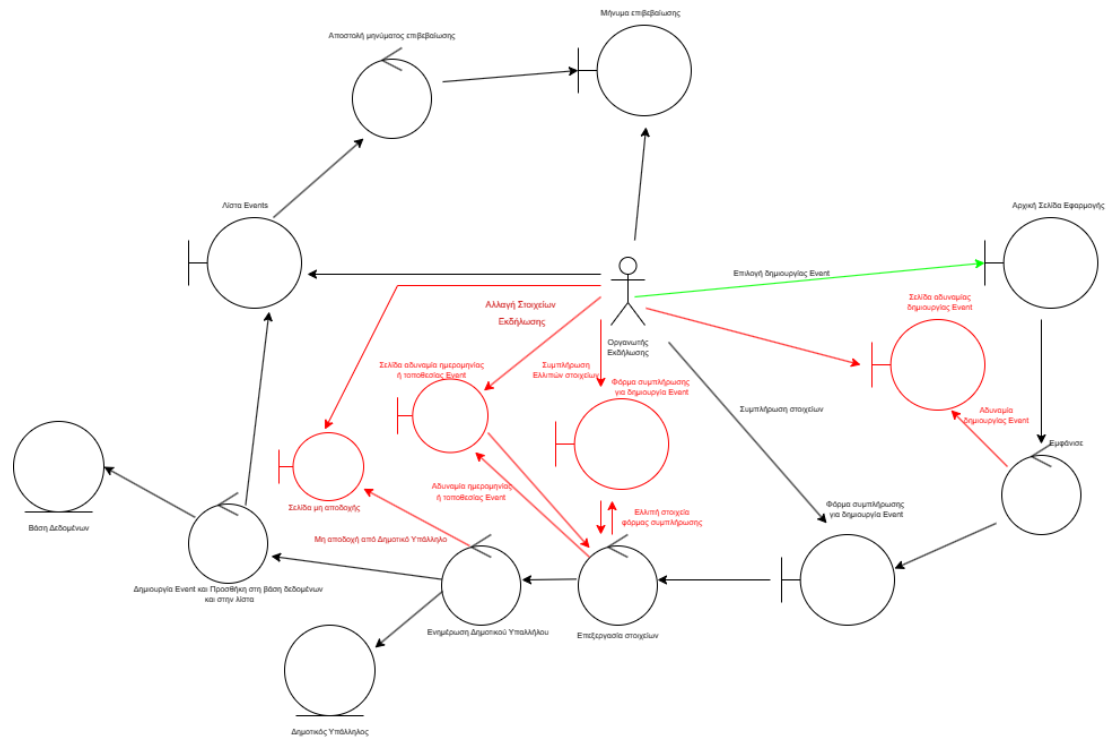 Μήνυμα επιβεβαίωσης
Αποστολή μηνύματος επιβεβαίωσης
Λίστα Events
Αρχική Σελίδα Εφαρμογής
Επιλογή δημιουργίας Event
Αλλαγή Στοιχείων
Εκδήλωσης
Σελίδα αδυναμίας
δημιουργίας Event
Οργανωτής
Εκδήλωσης
Σελίδα αδυναμία ημερομηνίας
ή τοποθεσίας Event
Συμπλήρωση
Ελλιπών στοιχείων
Φόρμα συμπλήρωσης
για δημιουργία Event
Συμπλήρωση στοιχείων
Αδυναμία
δημιουργίας Event
Εμφάνισε
Αδυναμία ημερομηνίας
ή τοποθεσίας Event
Σελίδα μη αποδοχής
Ελλιπή στοιχεία
φόρμας συμπλήρωσης
Φόρμα συμπλήρωσης
για δημιουργία Event
Βάση Δεδομένων
Μη αποδοχή από Δημοτικό Υπάλληλο
Δημιουργία Event και Προσθήκη στη βάση δεδομένων
και στην λίστα
Ενημέρωση Δημοτικού Υπαλλήλου
Επεξεργασία στοιχείων
Δημοτικός Υπάλληλος